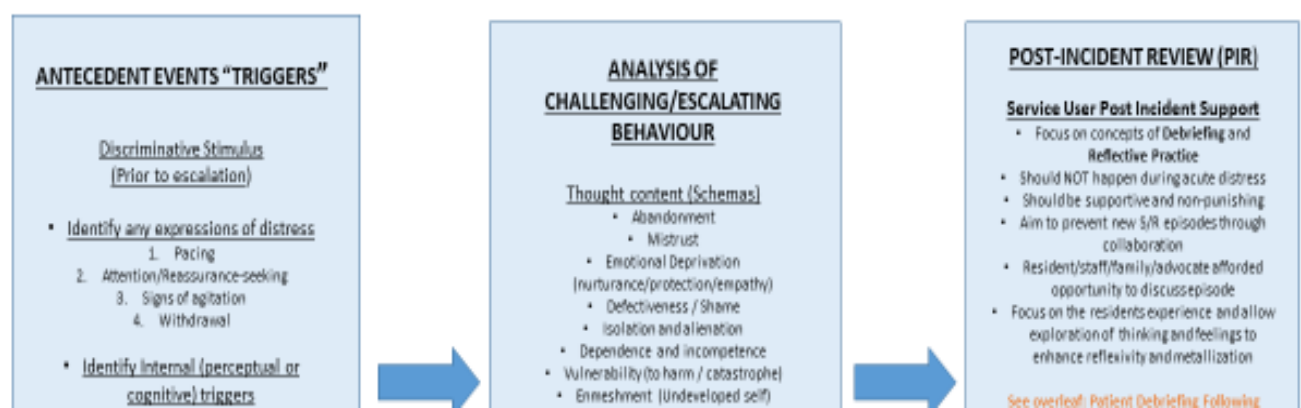 ANTECEDENT EVENTS “TRIGGERS”
Discriminative Stimulus
(Prior to escalation)
• Identify any expressions of distress
1. Pacing
2. Attention/Reassurance-seeking
3. Signs of agitation
4. Withdrawal
• Identify Internal (perceptual or
cognitive) triggers
ANALYSIS OF
CHALLENGING/ESCALATING
BEHAVIOUR
Thought content (Schemas)
• Abandonment
• Mistrust
• Emotional Deprivation
(nurturance/protection/empathy)
• Defectiveness / Shame
• Isolation and alienation
• Dependence and incompetence
• Vulnerability (to harm / catastrophe)
• Enmeshment (Undeveloped self)
POST-INCIDENT REVIEW (PIR)
Service User Post Incident Support
• Focus on concepts of Debriefing and
Reflective Practice
• Should NOT happen during acute distress
• Should be supportive and non-punishing
• Aim to prevent new S/R episodes through
collaboration
• Resident/staff/family/advocate afforded
opportunity to discuss episode
• Focus on the residents experience and allow
exploration of thinking and feelings to
enhance reflexivity and metallization
See overleaf: Patient Debriefing Following